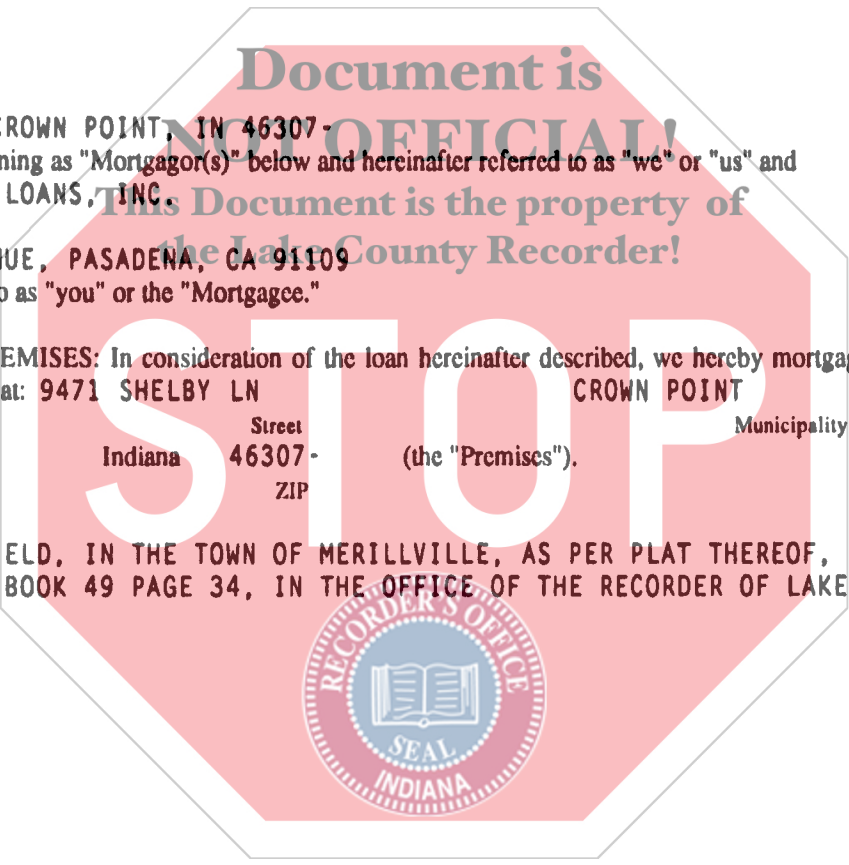 Document is
CROWN POINT, IN 46307-
NOT OFFICIAL!
ning as "Mortgagor(s)" below and hereinafter referred to as "we" or "us" and
LOANS, INC.
This Document is the property of
the Lake County Recorder!
UE, PASADENA, CA 91109
o as "you" or the "Mortgagee."
EMISES: In consideration of the loan hereinafter described, we hereby mortgag
at: 9471 SHELBY LN CROWN POINT
Street Municipality
Indiana 46307- (the "Premises").
ZIP
STOP
ELD, IN THE TOWN OF MERILLVILLE, AS PER PLAT THEREOF,
BOOK 49 PAGE 34, IN THE OFFICE OF THE RECORDER OF LAKE
RECORDER'S OFFICE
SEAL
INDIANA